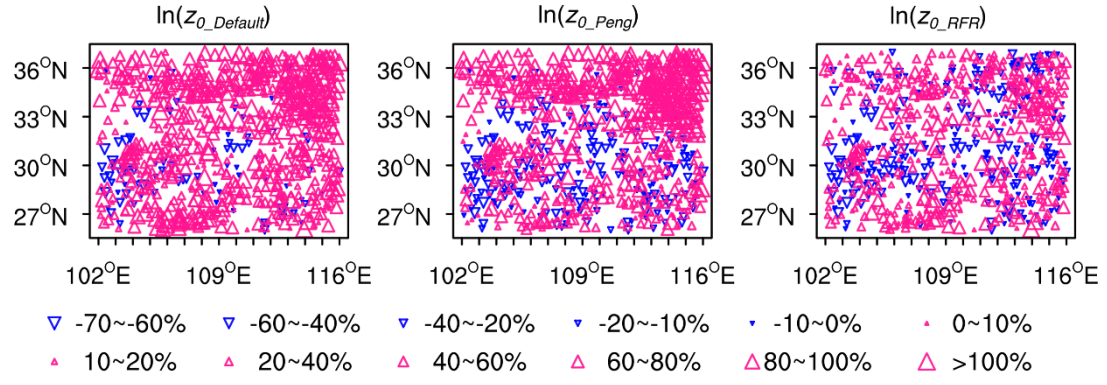 ln(z0_Default) ln(z0_Peng) ln(z0_RFR)
36°N 36°N 36°N
33°N 33°N 33°N
30°N 30°N 30°N
27°N 27°N 27°N
102°E 109°E 116°E 102°E 109°E 116°E 102°E 109°E 116°E
-70~-60% -60~-40% -40~-20% -20~-10% -10~0% 0~10%
10~20% 20~40% 40~60% 60~80% 80~100% >100%